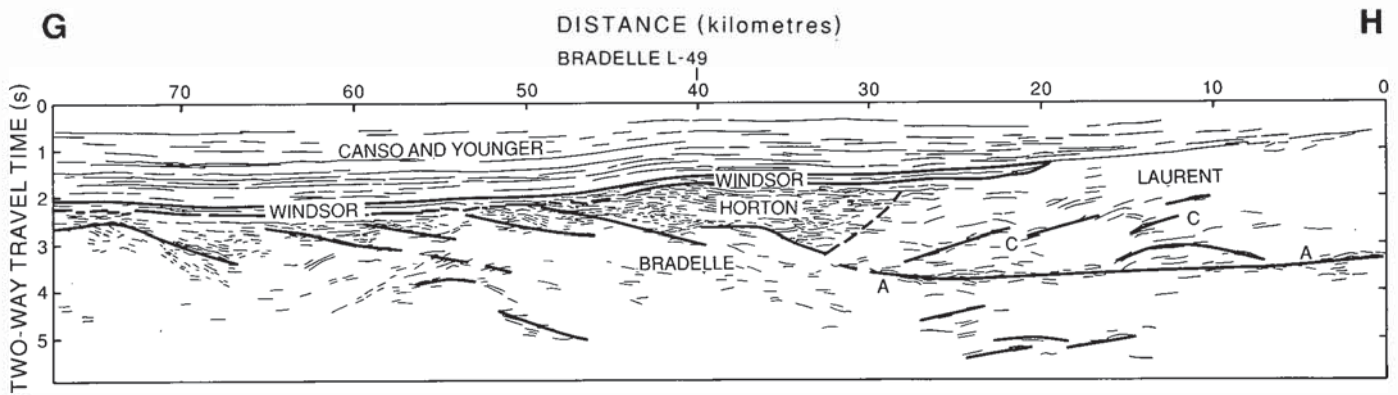 G
DISTANCE (kilometres)
H
BRADELLE L-49
70 60 50 40 30 20 10 0
TWO-WAY TRAVEL TIME (s)
0
1
2
3
4
5
CANSO AND YOUNGER
WINDSOR
LAURENT
WINDSOR
HORTON
C
C
BRADELLE
A
A